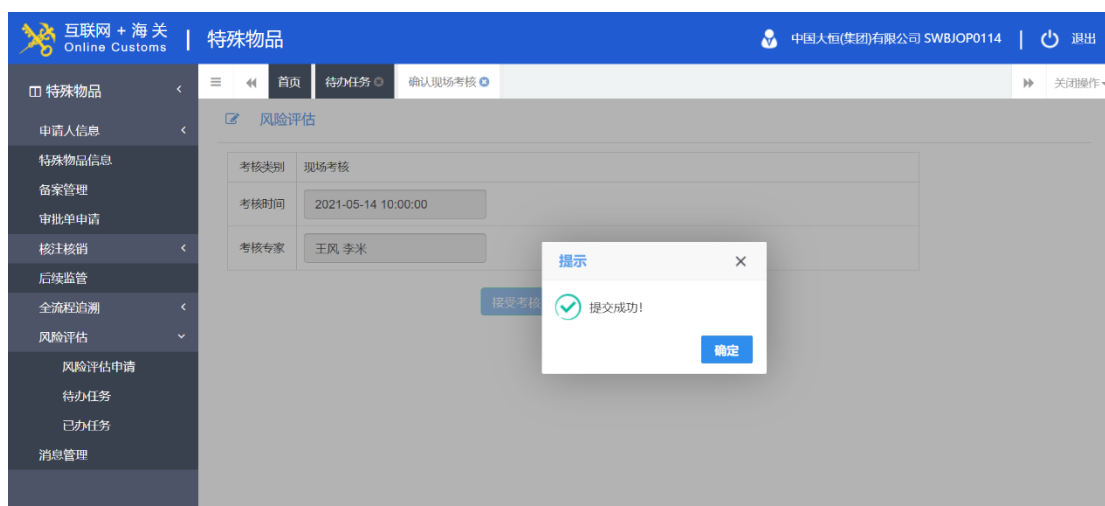 互联网 + 海 关
Online Customs
特殊物品
中国大恒(集团)有限公司 SWBJOP0114
退出
特殊物品
首页
待办任务
确认现场考核
关闭操作
申请人信息
特殊物品信息
备案管理
审批单申请
核注核销
后续监管
全流程追溯
风险评估
风险评估申请
待办任务
已办任务
消息管理
风险评估
考核类别
现场考核
考核时间
2021-05-14 10:00:00
考核专家
王风 李米
接受考核
提示
提交成功!
确定